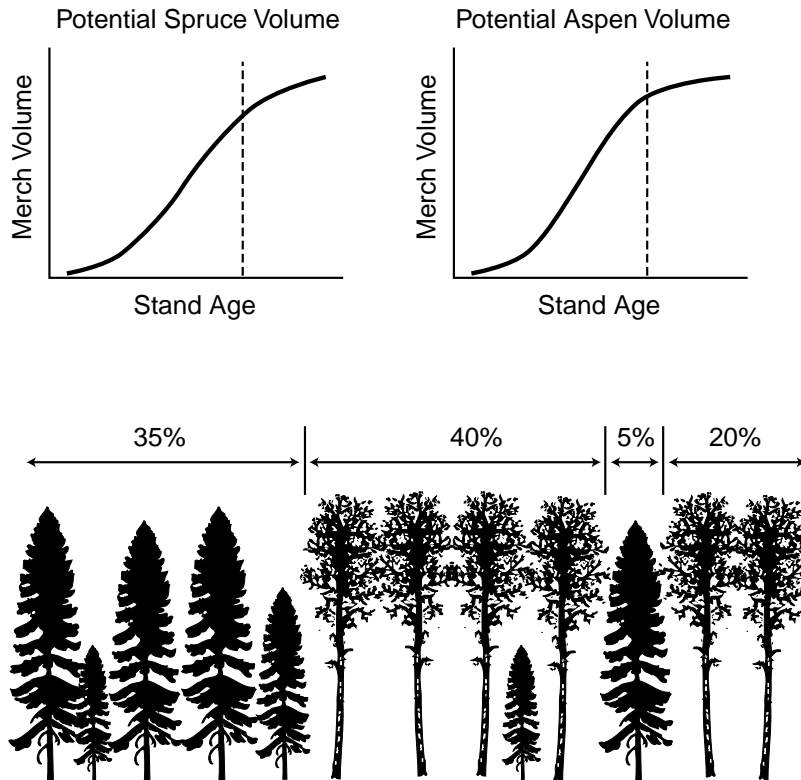 Potential Spruce Volume
Merch Volume
Stand Age
Potential Aspen Volume
Merch Volume
Stand Age
35%
40%
5%
20%